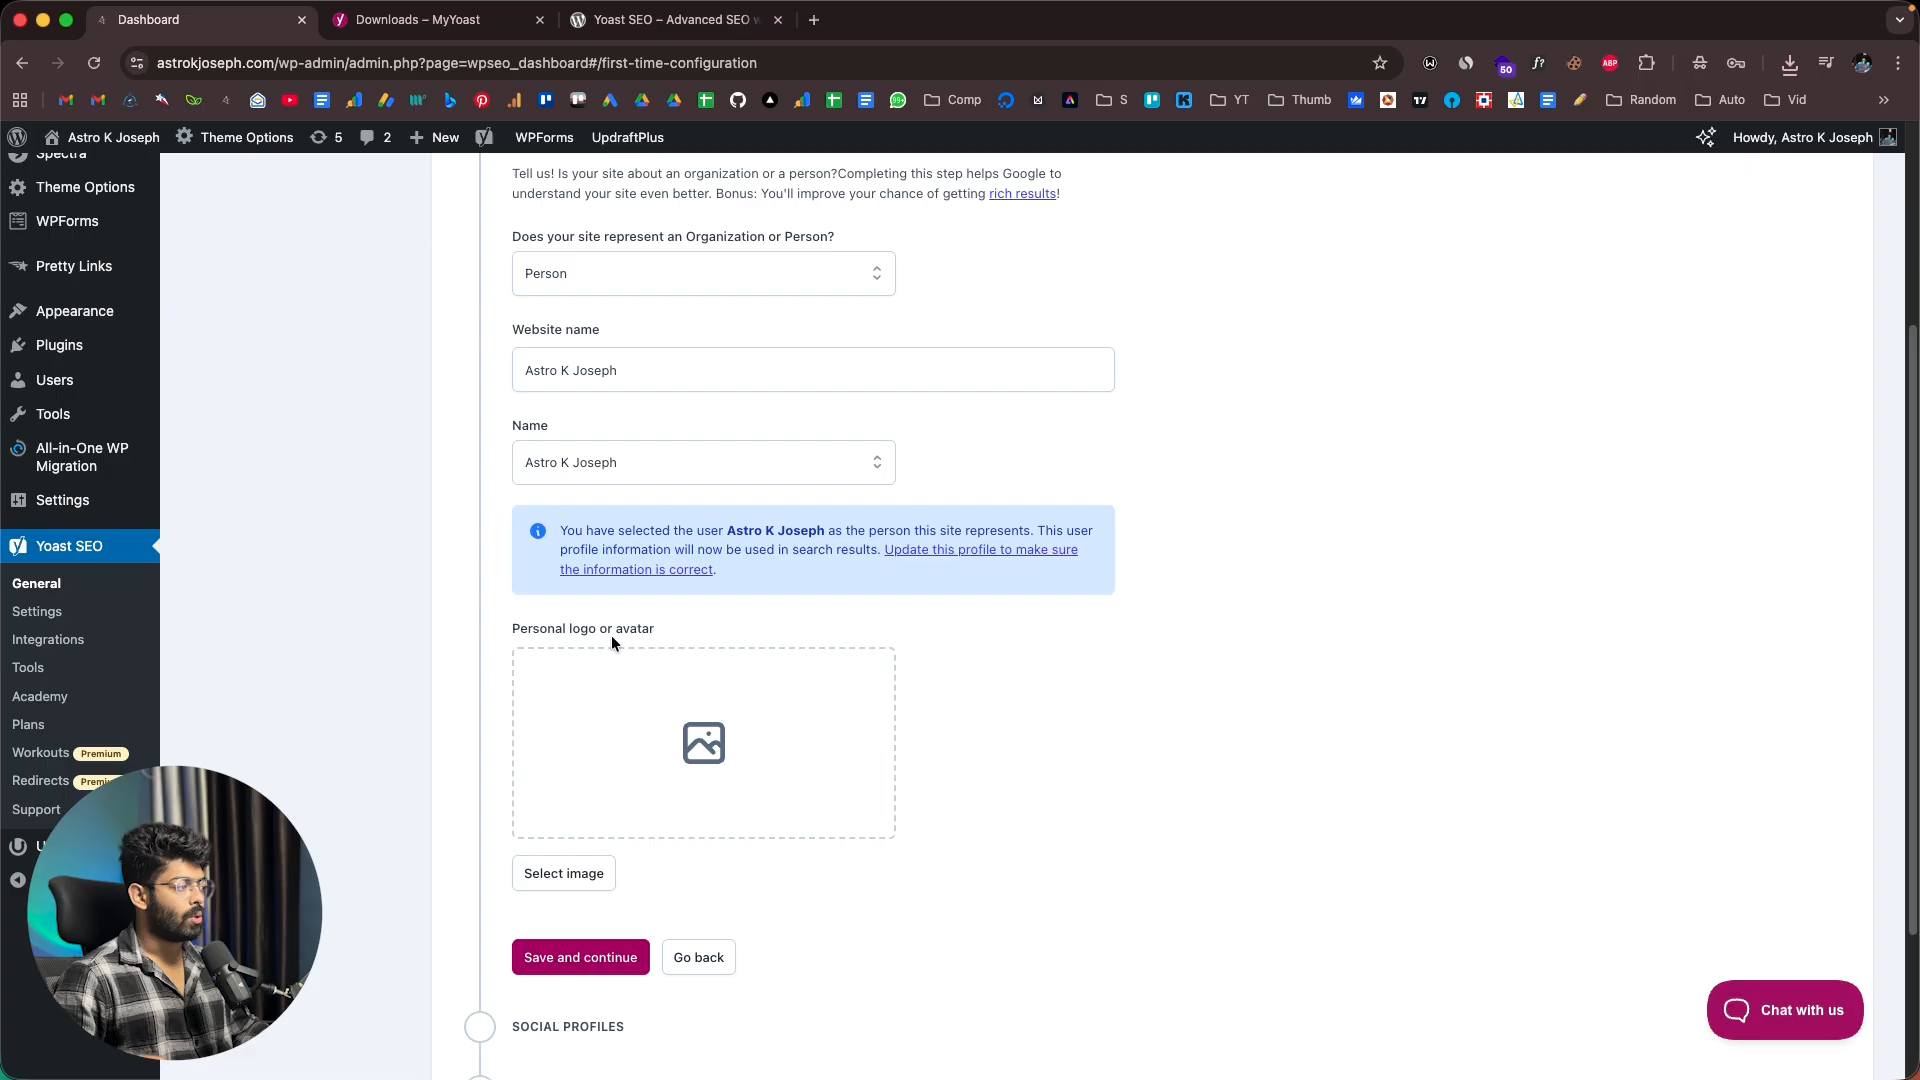 Dashboard
Downloads – MyYoast
Yoast SEO – Advanced SEO
astrokjoseph.com/wp-admin/admin.php?page=wpseo_dashboard#/first-time-configuration
50
ABP
Comp
S
YT
Thumb
Random
Auto
Vid
Astro K Joseph
Theme Options
5
2
New
WPForms
UpdraftPlus
Howdy, Astro K Joseph
Spectra
Theme Options
WPForms
Pretty Links
Appearance
Plugins
Users
Tools
All-in-One WP
Migration
Settings
Yoast SEO
General
Settings
Integrations
Tools
Academy
Plans
Workouts Premium
Redirects
Support
Tell us! Is your site about an organization or a person?Completing this step helps Google to
understand your site even better. Bonus: You'll improve your chance of getting rich results!
Does your site represent an Organization or Person?
Person
Website name
Astro K Joseph
Name
Astro K Joseph
You have selected the user Astro K Joseph as the person this site represents. This user
profile information will now be used in search results. Update this profile to make sure
the information is correct.
Personal logo or avatar
Select image
Save and continue
Go back
SOCIAL PROFILES
Chat with us